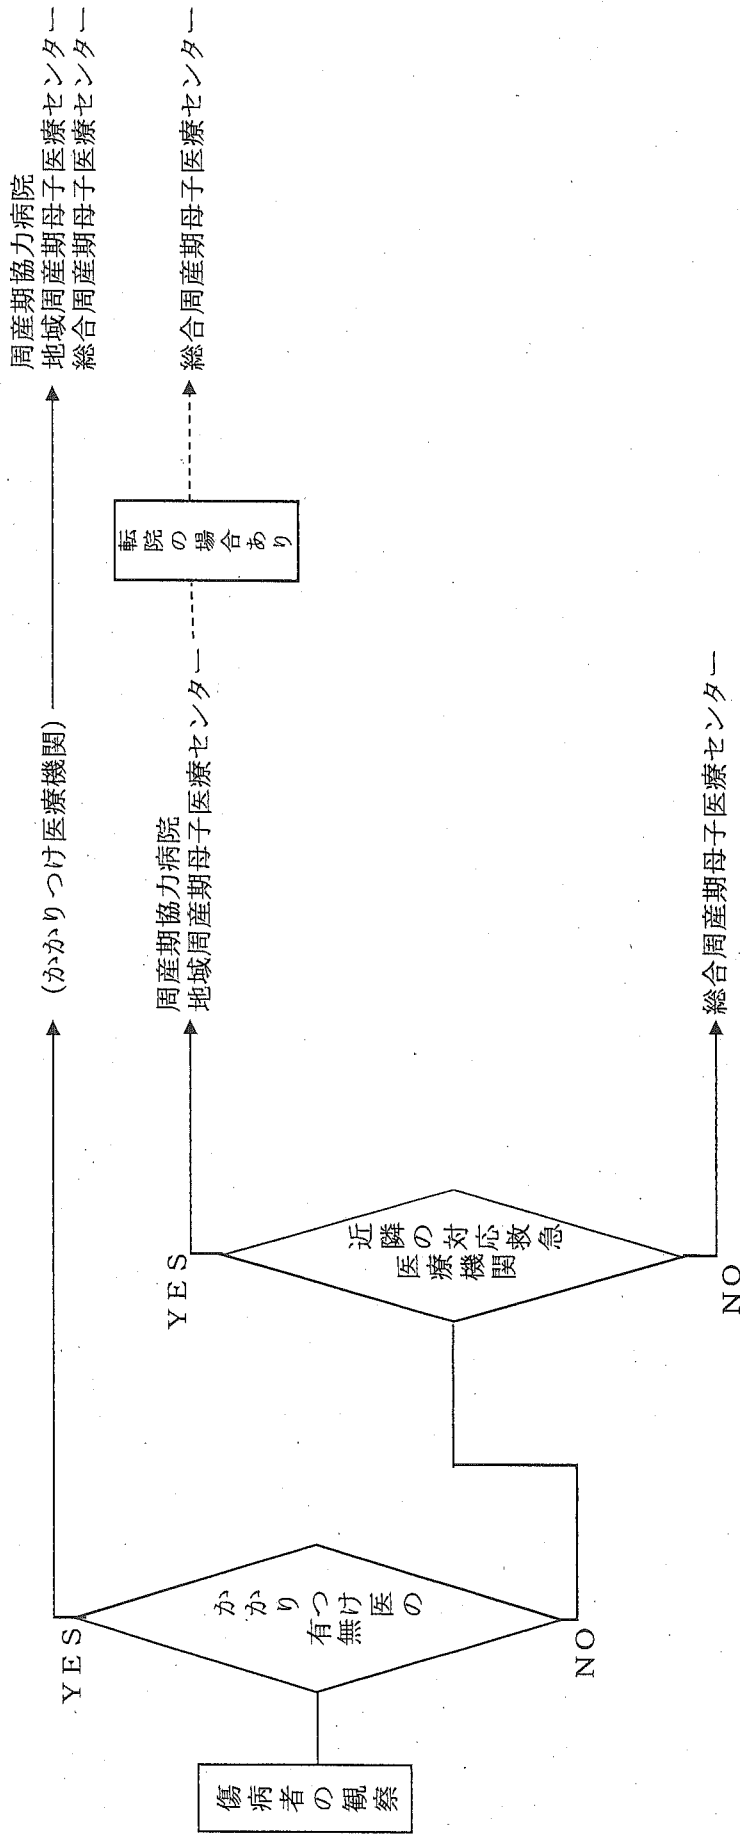 傷病者の観察
かかりつけ医の
有無
YES
NO
(かかりつけ医療機関)
周産期協力病院
地域周産期母子医療センター
総合周産期母子医療センター
近隣の対応救急
医療機関
YES
NO
周産期協力病院
地域周産期母子医療センター
転院の場合あり
総合周産期母子医療センター
総合周産期母子医療センター